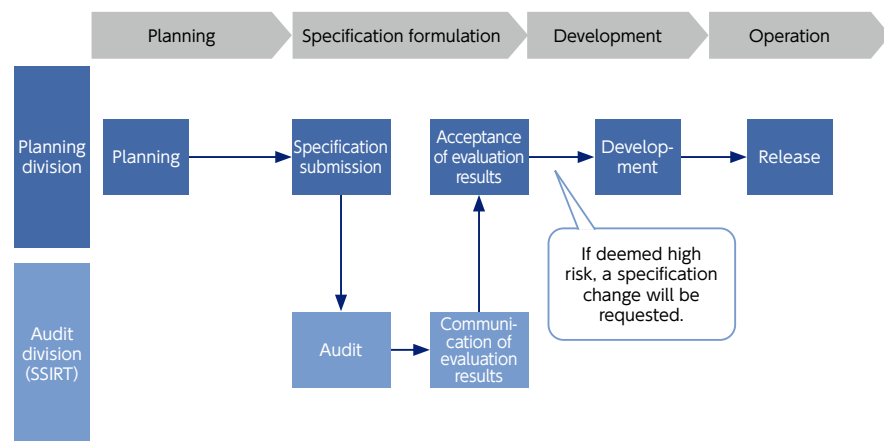 Planning
Specification formulation
Development
Operation
Planning
division
Planning
Specification
submission
Acceptance
of evaluation
results
Develop-
ment
Release
If deemed high
risk, a specification
change will be
requested.
Audit
division
(SSIRT)
Audit
Communi-
cation of
evaluation
results